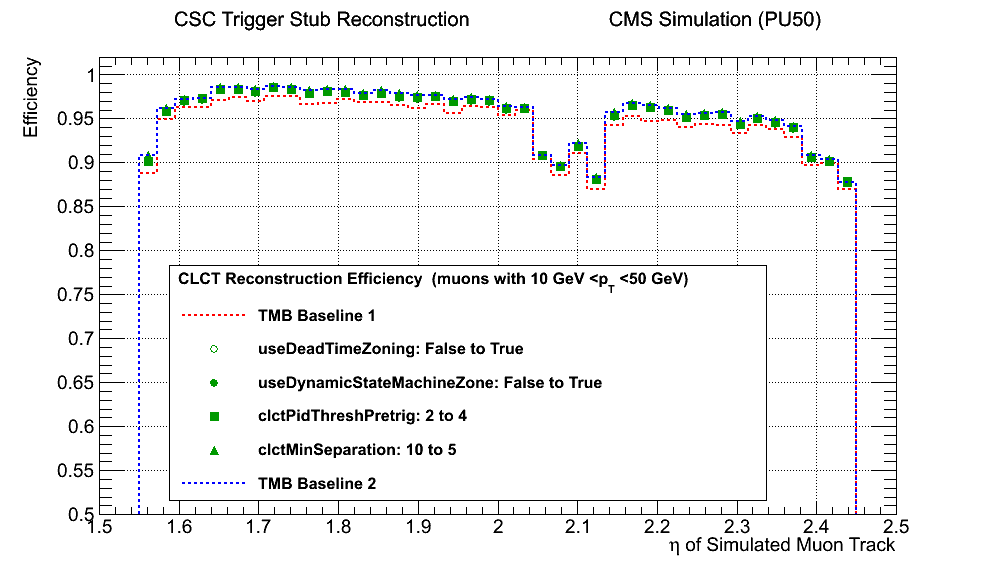 CSC Trigger Stub Reconstruction CMS Simulation (PU50)
Efficiency
1
0.95
0.9
0.85
0.8
0.75
0.7
0.65
0.6
0.55
0.5
CLCT Reconstruction Efficiency (muons with 10 GeV <pT <50 GeV)
TMB Baseline 1
useDeadTimeZoning: False to True
useDynamicStateMachineZone: False to True
clctPidThreshPretrig: 2 to 4
clctMinSeparation: 10 to 5
TMB Baseline 2
1.5 1.6 1.7 1.8 1.9 2 2.1 2.2 2.3 2.4 2.5
η of Simulated Muon Track